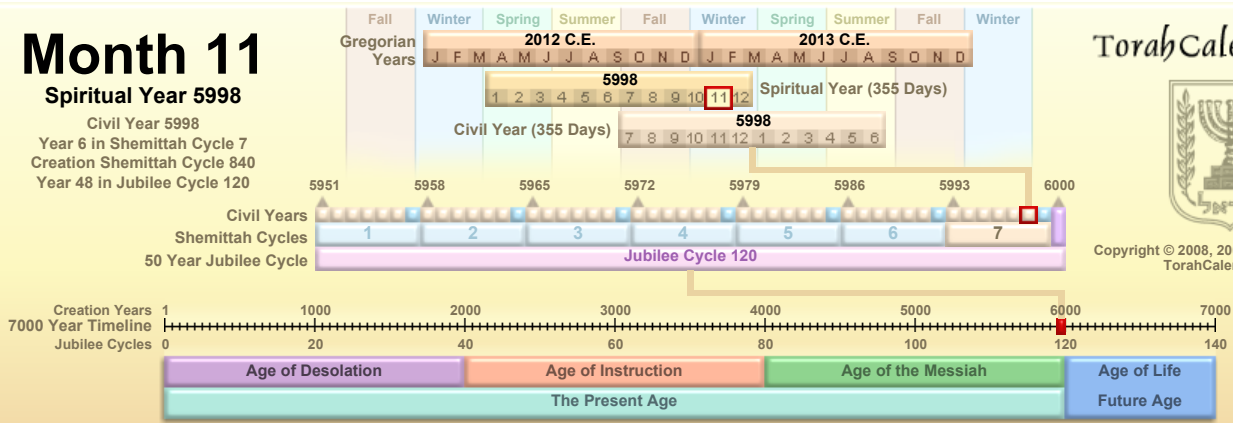 Fall Winter Spring Summer Fall Winter Spring Summer Fall Winter
Month 11
Spiritual Year 5998
Civil Year 5998
Year 6 in Shemittah Cycle 7
Creation Shemittah Cycle 840
Year 48 in Jubilee Cycle 120
Gregorian Years
2012 C.E. 2013 C.E.
J F M A M J J A S O N D J F M A M J J A S O N D
5998
1 2 3 4 5 6 7 8 9 10 11 12
Spiritual Year (355 Days)
Civil Year (355 Days)
5998
7 8 9 10 11 12 1 2 3 4 5 6
5951 5958 5965 5972 5979 5986 5993 6000
Civil Years
Shemittah Cycles 1 2 3 4 5 6 7
50 Year Jubilee Cycle Jubilee Cycle 120
TorahCale
Copyright © 2008, 20
TorahCale
Creation Years 1 1000 2000 3000 4000 5000 6000 7000
7000 Year Timeline
Jubilee Cycles 0 20 40 60 80 100 120 140
Age of Desolation Age of Instruction Age of the Messiah Age of Life
The Present Age Future Age